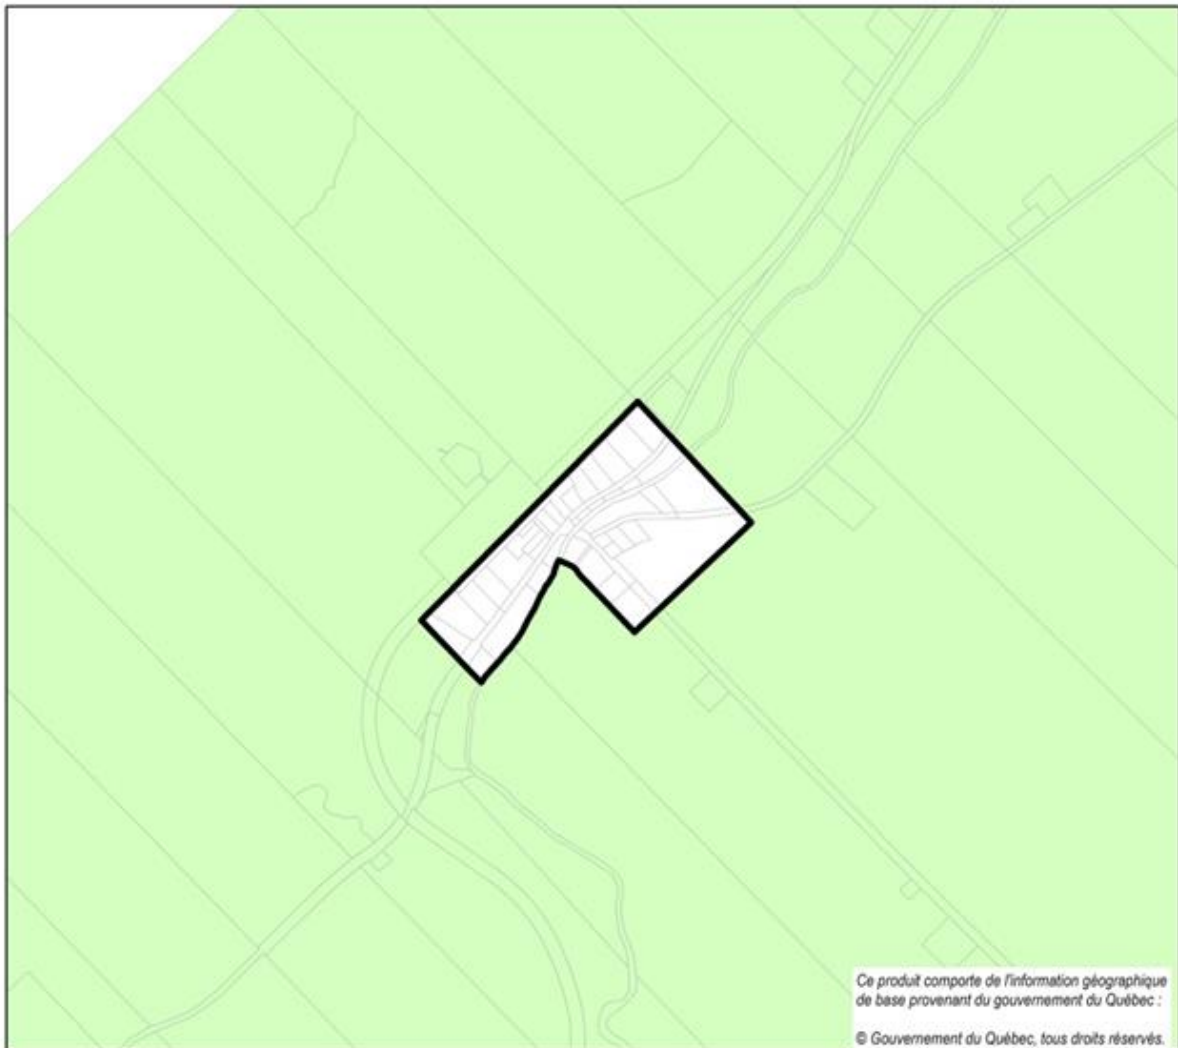 Ce produit comporte de l'information géographique
de base provenant du gouvernement du Québec :
© Gouvernement du Québec, tous droits réservés.